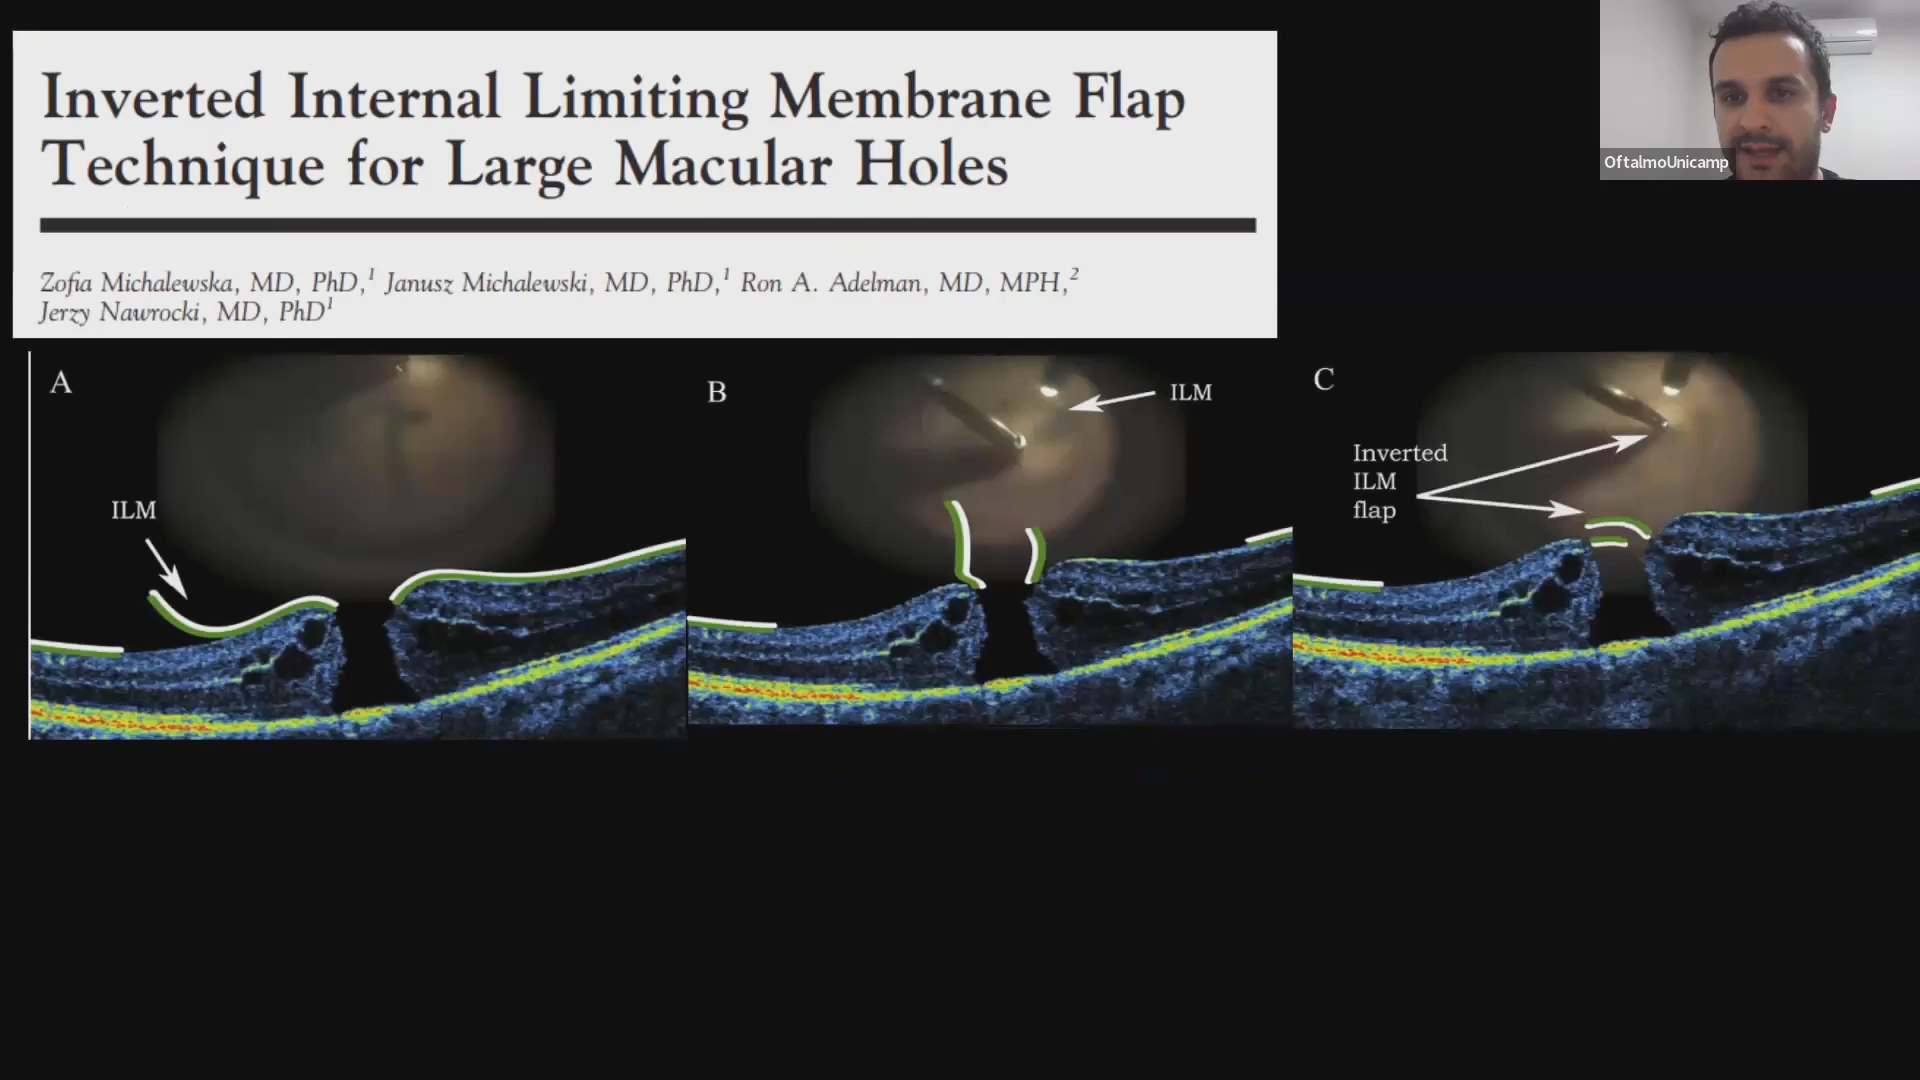 Inverted Internal Limiting Membrane Flap
Technique for Large Macular Holes
Zofia Michalewska, MD, PhD,¹ Janusz Michalewski, MD, PhD,¹ Ron A. Adelman, MD, MPH,²
Jerzy Nawrocki, MD, PhD¹
OftalmoUnicamp
A
ILM
B
ILM
C
Inverted
ILM
flap